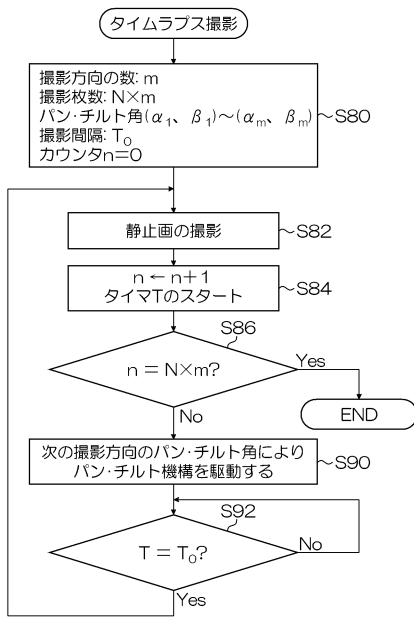 タイムラプス撮影
撮影方向の数: m
撮影枚数: N×m
パン・チルト角(α₁、β₁)~(αₘ、βₘ)
撮影間隔: T₀
カウンタn=0
S80
静止画の撮影
S82
n ← n+1
タイマTのスタート
S84
S86
n = N×m?
Yes
No
END
次の撮影方向のパン・チルト角により
パン・チルト機構を駆動する
S90
S92
T = T₀?
No
Yes